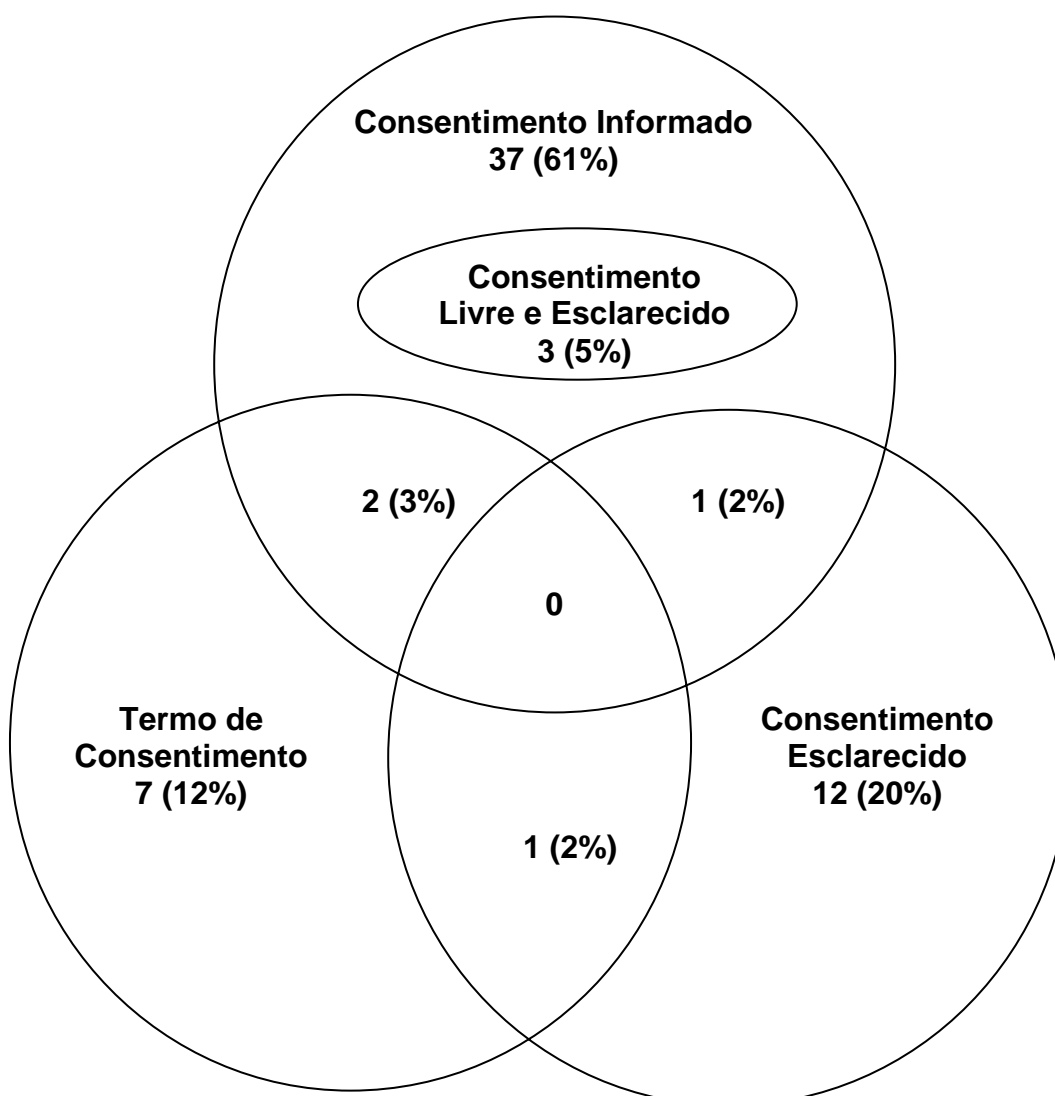 Consentimento Informado
37 (61%)
Consentimento
Livre e Esclarecido
3 (5%)
2 (3%)
1 (2%)
0
Termo de
Consentimento
7 (12%)
Consentimento
Esclarecido
12 (20%)
1 (2%)